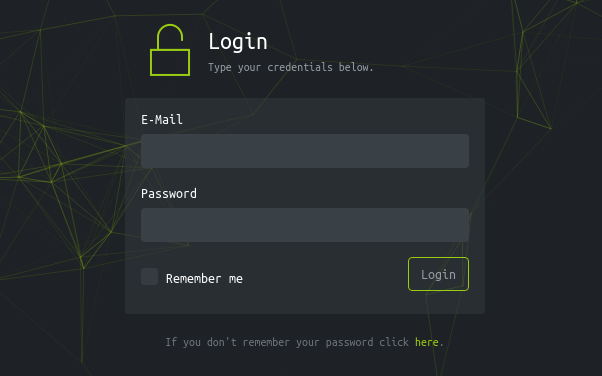 Login
Type your credentials below.
E-Mail
Password
Remember me
Login
If you don't remember your password click here.